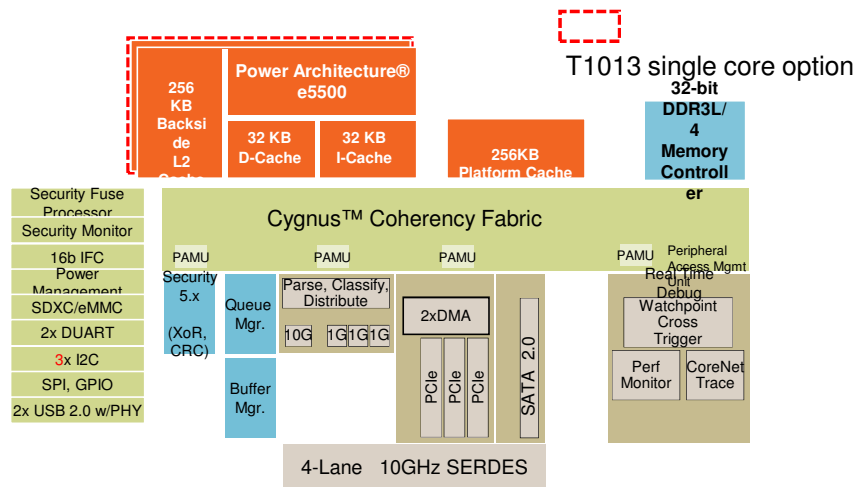 T1013 single core option
Power Architecture®
e5500
256
KB
Backsi
de
L2
Cache
32 KB
D-Cache
32 KB
I-Cache
256KB
Platform Cache
32-bit
DDR3L/
4
Memory
Controll
er
Security Fuse
Processor
Security Monitor
16b IFC
Power
Management
SDXC/eMMC
2x DUART
3x I2C
SPI, GPIO
2x USB 2.0 w/PHY
Cygnus™ Coherency Fabric
PAMU
PAMU
PAMU
PAMU
Peripheral
Access Mgmt
Unit
Security
5.x
(XoR,
CRC)
Queue
Mgr.
Buffer
Mgr.
Parse, Classify,
Distribute
10G
1G
1G
1G
2xDMA
PCIe
PCIe
PCIe
SATA 2.0
Real Time
Debug
Watchpoint
Cross
Trigger
Perf
Monitor
CoreNet
Trace
4-Lane 10GHz SERDES